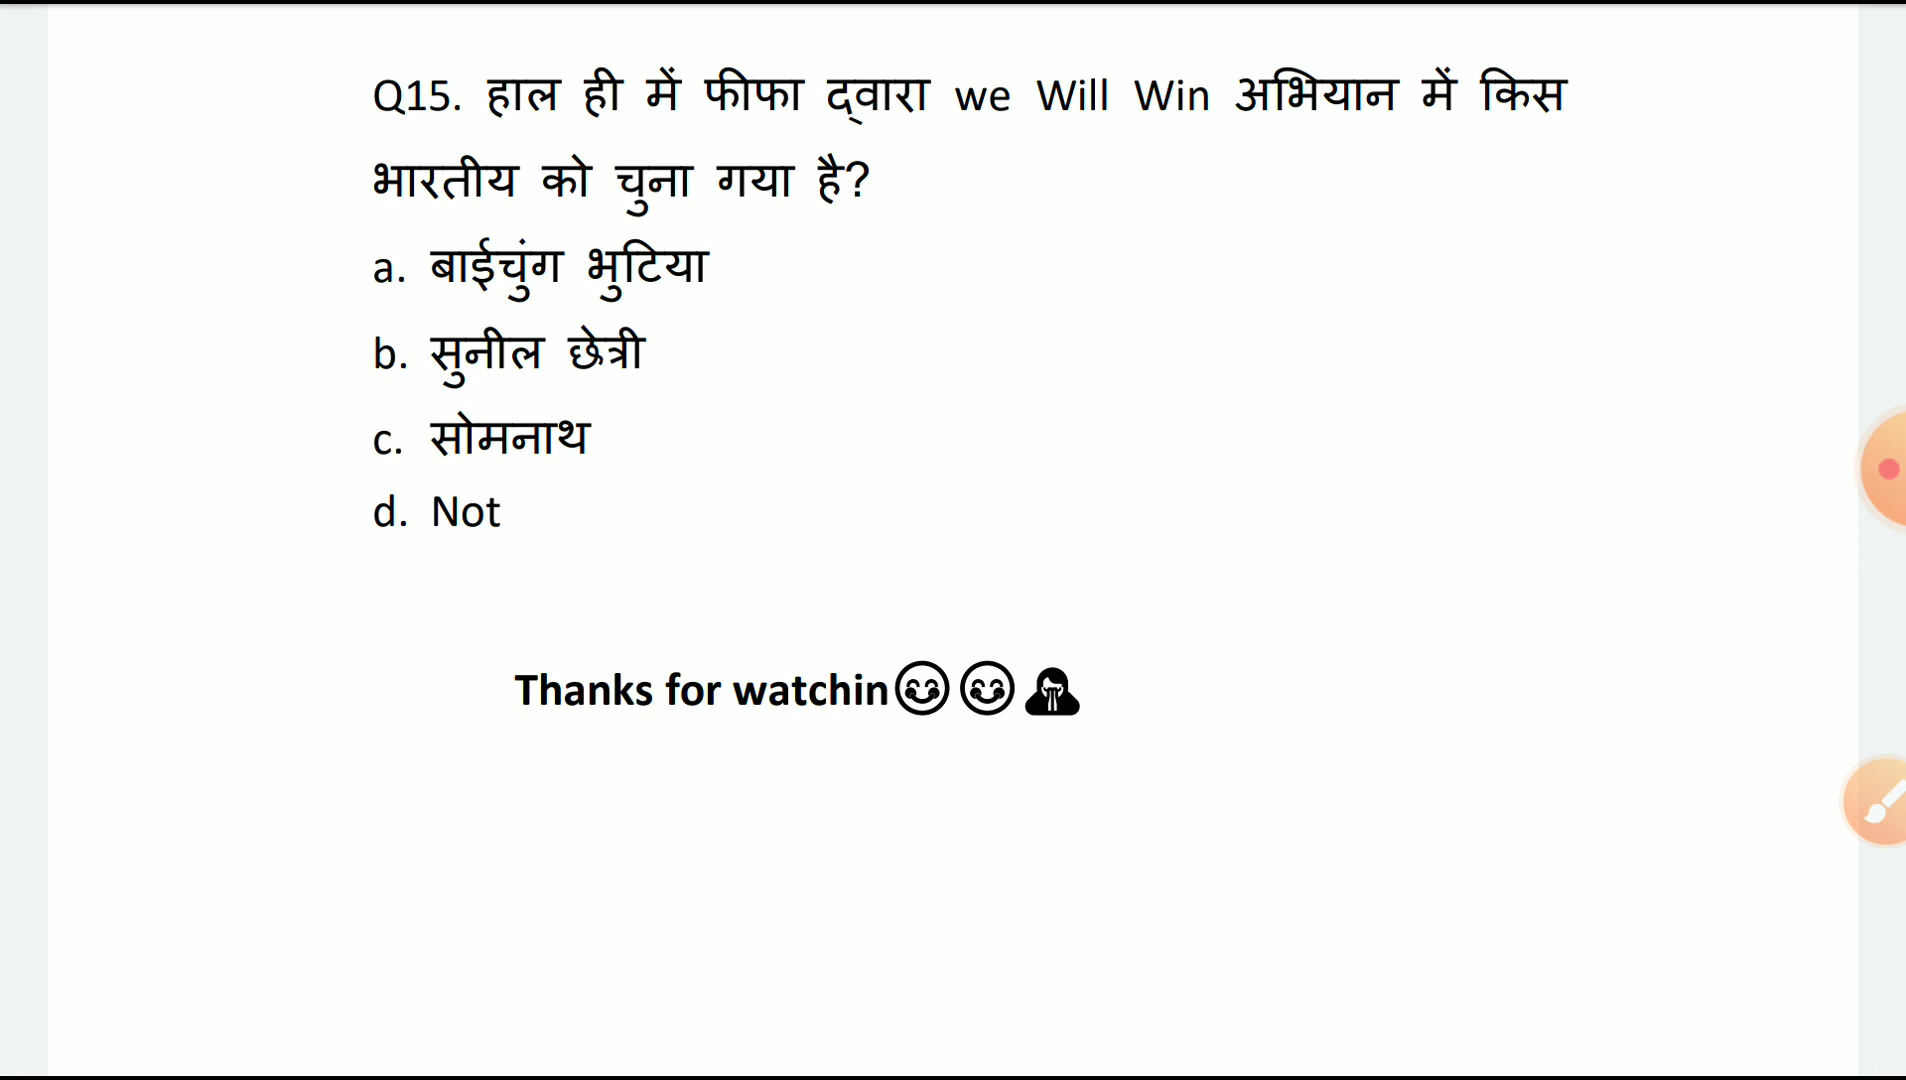 Q15. हाल ही में फीफा द्वारा we Will Win अभियान में किस
भारतीय को चुना गया है?
a. बाईचुंग भुटिया
b. सुनील छेत्री
c. सोमनाथ
d. Not
Thanks for watchin😊😊🙏